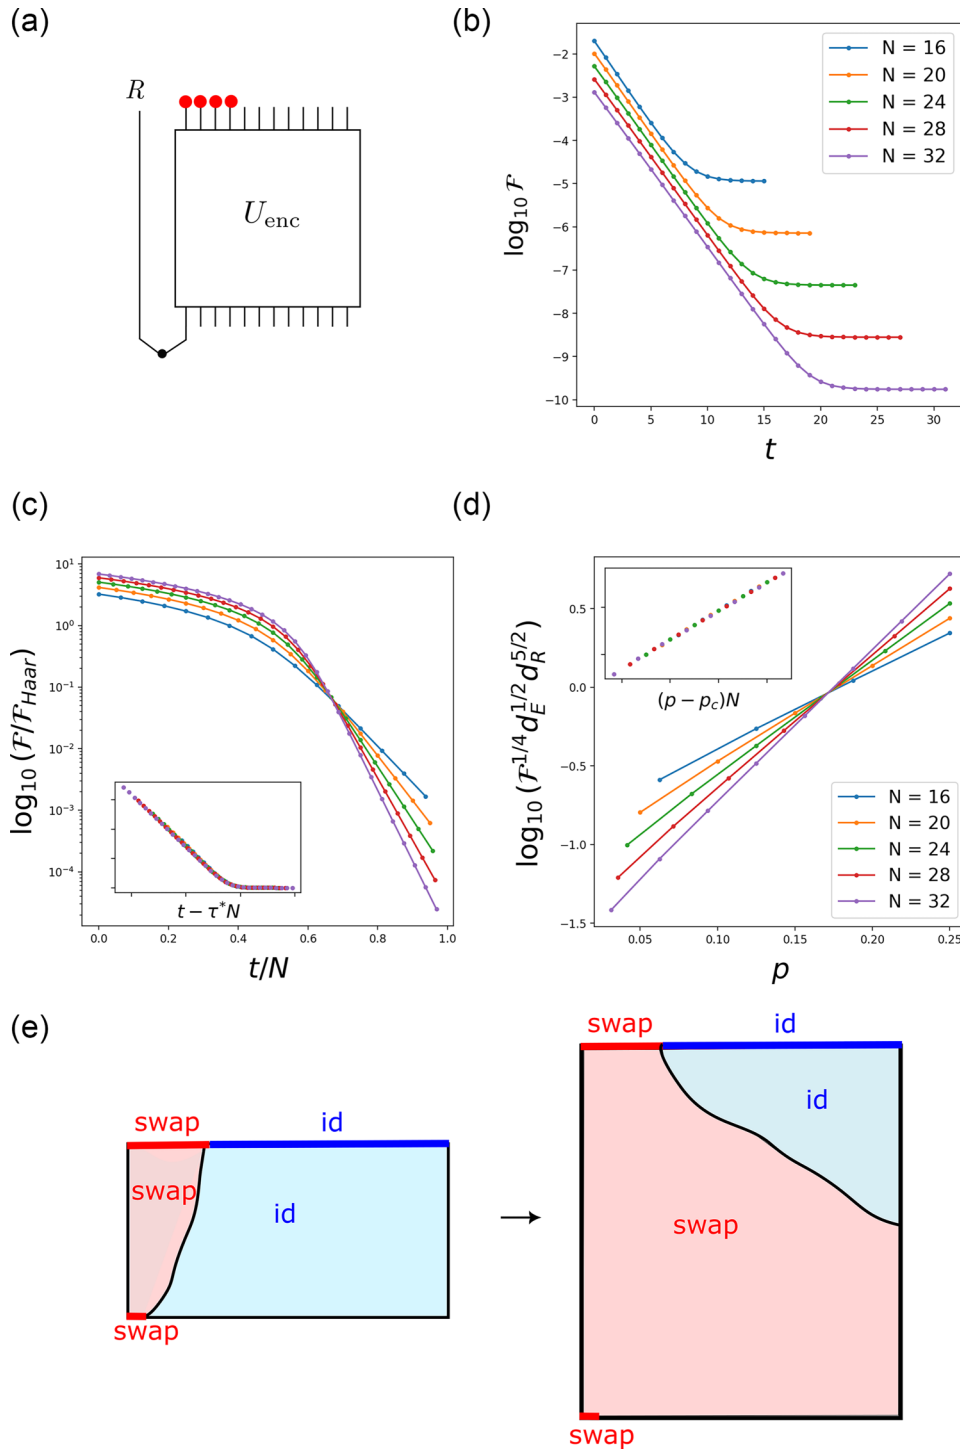 (a)
R
U_enc
(b)
log₁₀ 𝓕
−2
−3
−4
−5
−6
−7
−8
−9
−10
0 5 10 15 20 25 30
t
N = 16
N = 20
N = 24
N = 28
N = 32
(c)
log₁₀ (𝓕/𝓕_Haar)
10¹
10⁰
10⁻¹
10⁻²
10⁻³
10⁻⁴
t − τ*N
0.0 0.2 0.4 0.6 0.8 1.0
t/N
(d)
log₁₀ (𝓕^1/4 d_E^1/2 d_R^5/2)
0.5
0.0
−0.5
−1.0
−1.5
(p − p_c)N
N = 16
N = 20
N = 24
N = 28
N = 32
0.05 0.10 0.15 0.20 0.25
p
(e)
swap id
swap
id
swap
→
swap id
id
swap
swap